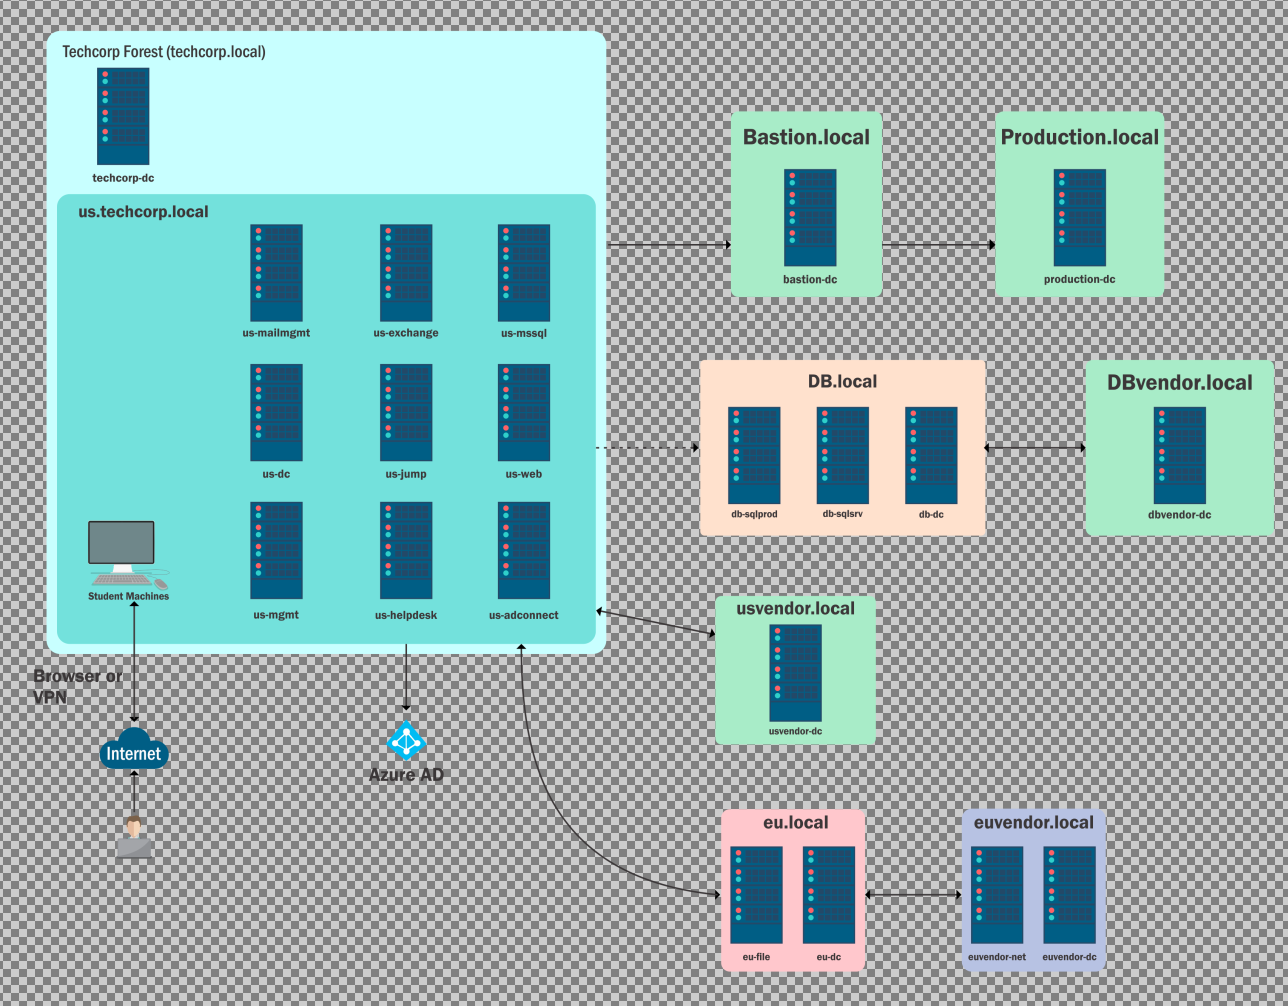 Techcorp Forest (techcorp.local)
techcorp-dc
us.techcorp.local
us-mailmgmt
us-exchange
us-mssql
us-dc
us-jump
us-web
Student Machines
us-mgmt
us-helpdesk
us-adconnect
Browser or
VPN
Internet
Azure AD
Bastion.local
bastion-dc
Production.local
production-dc
DB.local
db-sqlprod
db-sqlsrv
db-dc
DBvendor.local
dbvendor-dc
usvendor.local
usvendor-dc
eu.local
eu-file
eu-dc
euvendor.local
euvendor-net
euvendor-dc